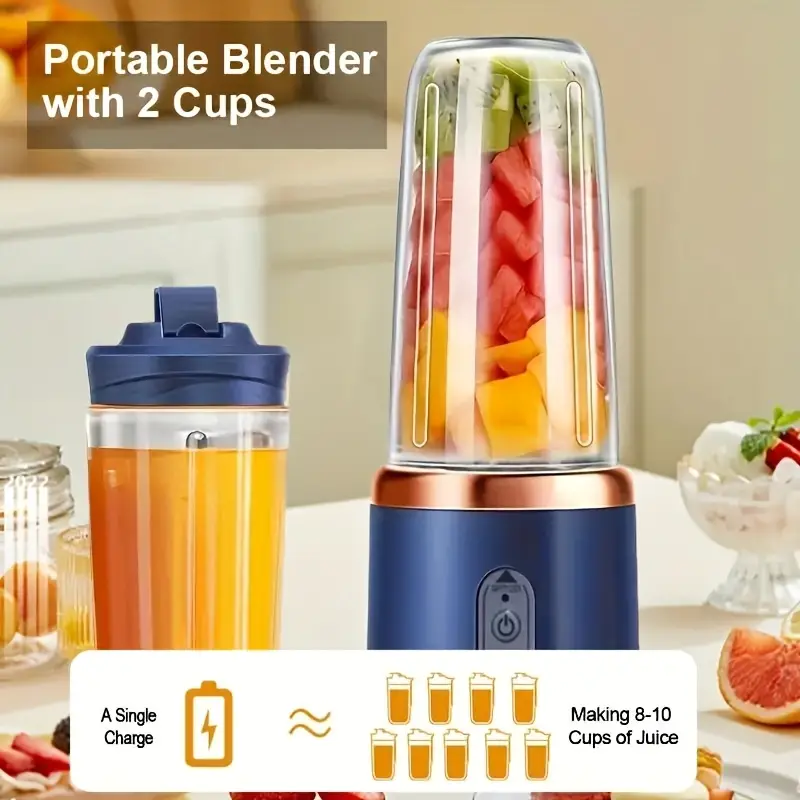 Portable Blender
with 2 Cups
2022
A Single
Charge
Making 8-10
Cups of Juice